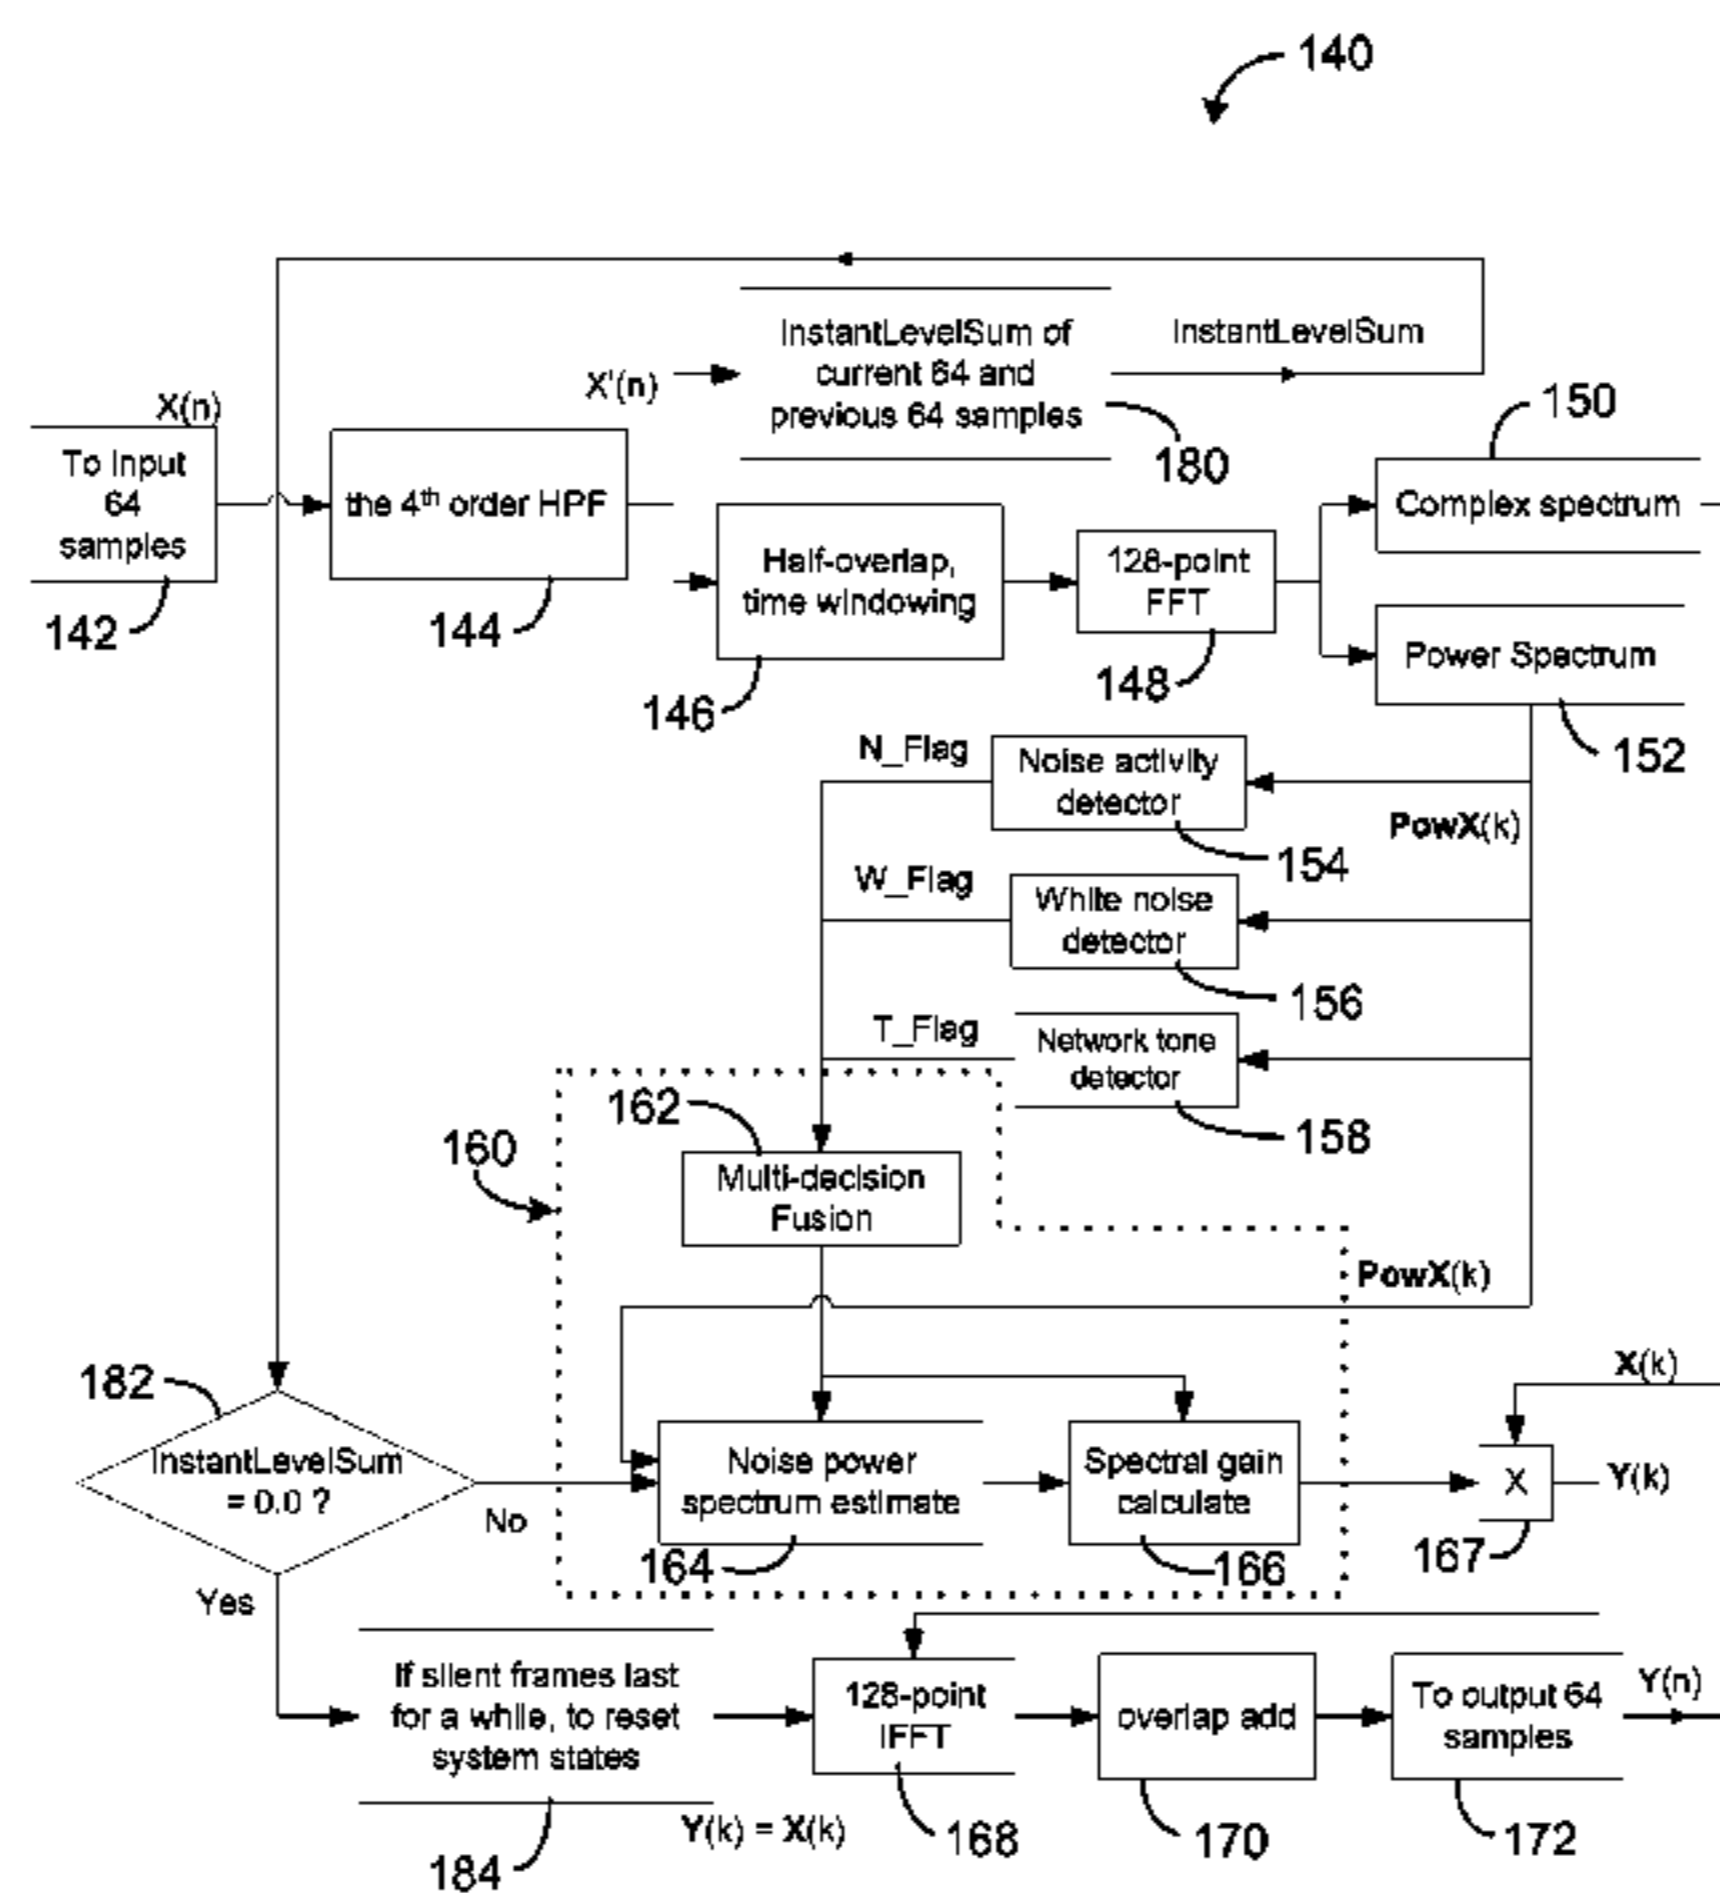 140
InstantLevelSum of
current 64 and
previous 64 samples
InstantLevelSum
X'(n)
180
150
X(n)
To Input
64
samples
142
the 4th order HPF
144
Half-overlap,
time windowing
146
128-point
FFT
148
Complex spectrum
Power Spectrum
152
N_Flag
Noise activity
detector
154
PowX(k)
W_Flag
White noise
detector
156
T_Flag
Network tone
detector
158
162
160
Multi-decision
Fusion
PowX(k)
182
InstantLevelSum
= 0.0 ?
No
Yes
Noise power
spectrum estimate
164
Spectral gain
calculate
166
X(k)
X
Y(k)
167
If silent frames last
for a while, to reset
system states
184
Y(k) = X(k)
128-point
IFFT
168
overlap add
170
To output 64
samples
172
Y(n)